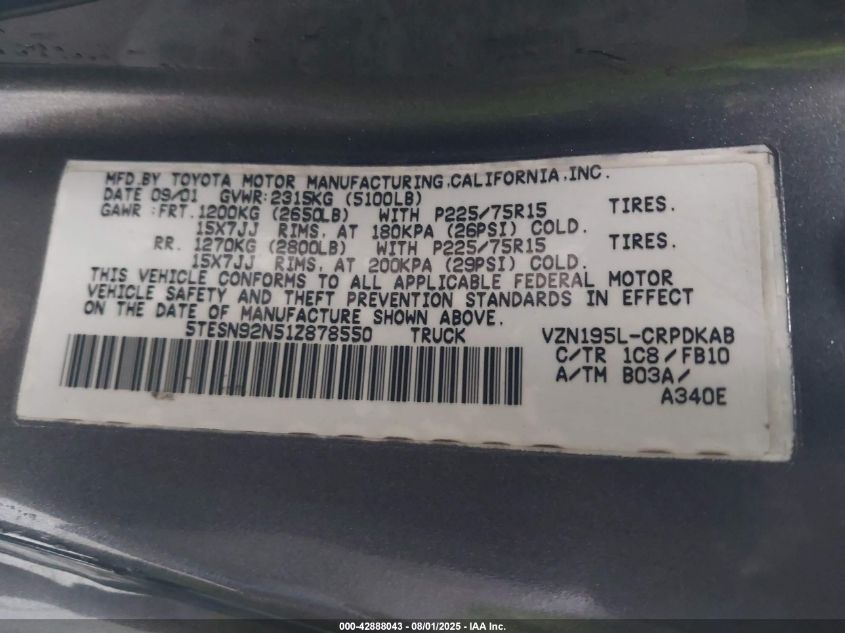 MFD.BY TOYOTA MOTOR MANUFACTURING.CALIFORNIA.INC.
DATE 09/01 GVWR:2315KG (5100LB)
GAWR :FRT.1200KG (2650LB) WITH P225/75R15 TIRES.
15X7JJ RIMS, AT 180KPA (26PSI) COLD.
RR. 1270KG (2800LB) WITH P225/75R15 TIRES.
15X7JJ RIMS, AT 200KPA (29PSI) COLD.
THIS VEHICLE CONFORMS TO ALL APPLICABLE FEDERAL MOTOR
VEHICLE SAFETY AND THEFT PREVENTION STANDARDS IN EFFECT
ON THE DATE OF MANUFACTURE SHOWN ABOVE.
5TESN92N51Z878550 TRUCK VZN195L-CRPDKAB
C/TR 1C8/FB10
A/TM B03A/
A340E
000-42888043 - 08/01/2025 - IAA Inc.